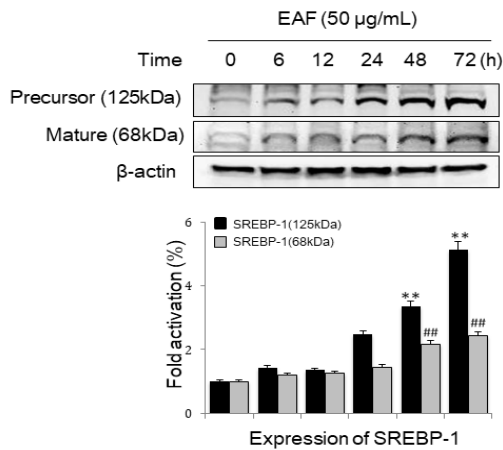 EAF (50 µg/mL)
Time 0 6 12 24 48 72 (h)
Precursor (125kDa)
Mature (68kDa)
β-actin
6
4
2
0
Fold activation (%)
SREBP-1(125kDa)
SREBP-1(68kDa)
**
##
**
##
Expression of SREBP-1